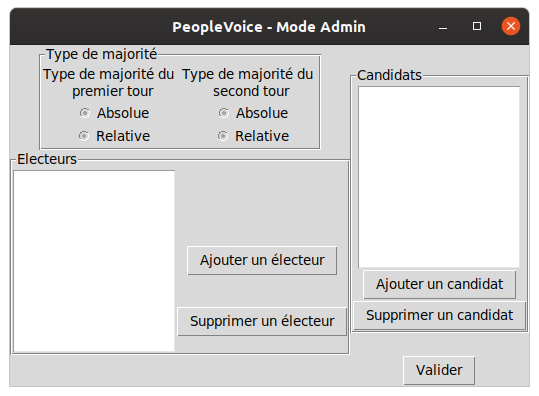 PeopleVoice - Mode Admin
Type de majorité
Type de majorité du
premier tour
Absolue
Relative
Type de majorité du
second tour
Absolue
Relative
Candidats
Ajouter un candidat
Supprimer un candidat
Electeurs
Ajouter un électeur
Supprimer un électeur
Valider